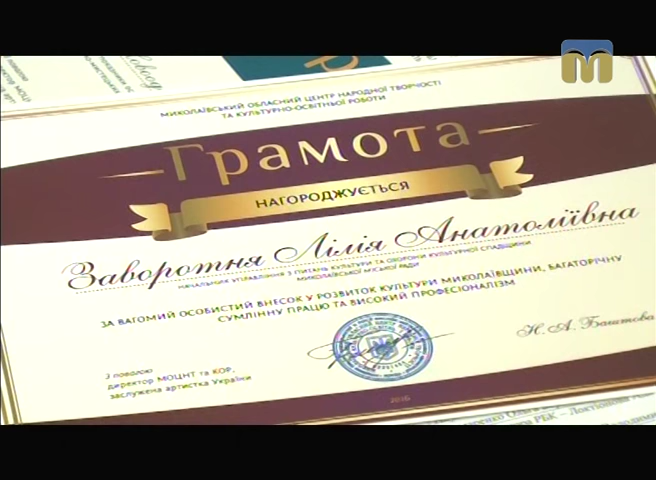 МИКОЛАЇВСЬКИЙ ОБЛАСНИЙ ЦЕНТР НАРОДНОЇ ТВОРЧОСТІ
ТА КУЛЬТУРНО-ОСВІТНЬОЇ РОБОТИ
Грамота
НАГОРОДЖУЄТЬСЯ
Заворотня Лілія Анатоліївна
НАЧАЛЬНИК УПРАВЛІННЯ З ПИТАНЬ КУЛЬТУРИ ТА ОХОРОНИ КУЛЬТУРНОЇ СПАДЩИНИ
МИКОЛАЇВСЬКОЇ МІСЬКОЇ РАДИ
ЗА ВАГОМИЙ ОСОБИСТИЙ ВНЕСОК У РОЗВИТОК КУЛЬТУРИ МИКОЛАЇВЩИНИ, БАГАТОРІЧНУ
СУМЛІННУ ПРАЦЮ ТА ВИСОКИЙ ПРОФЕСІОНАЛІЗМ
З повагою
директор МОЦНТ та КОР,
заслужена артистка України
Н. А. Баштова
2016
РБК –